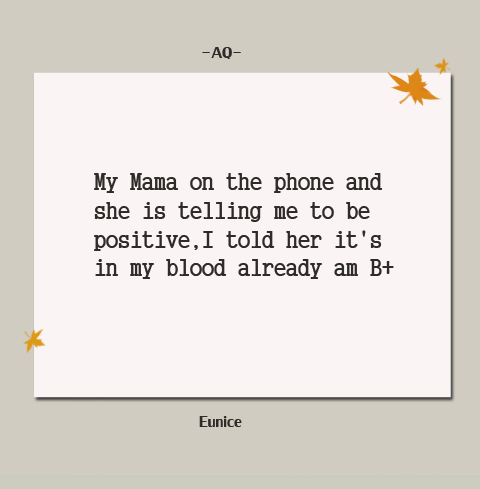 -AQ-
My Mama on the phone and
she is telling me to be
positive,I told her it's
in my blood already am B+
Eunice